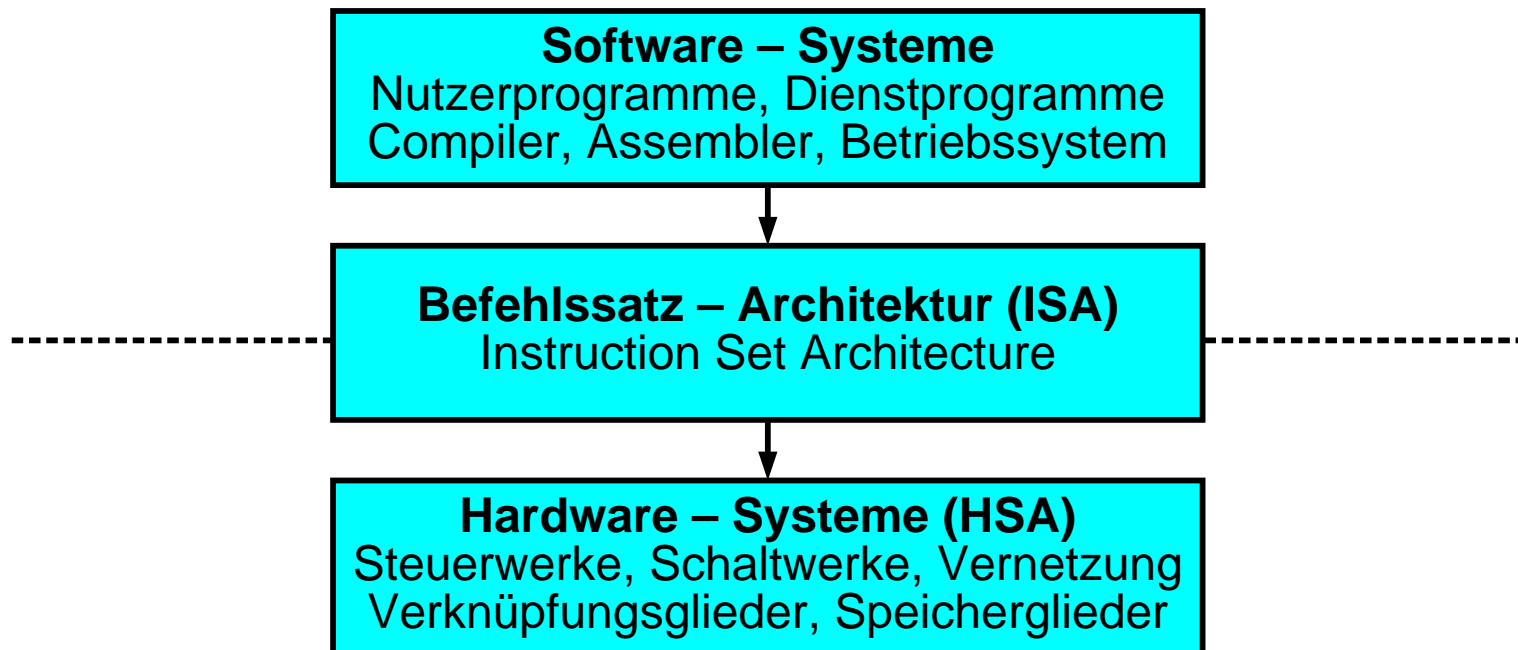 Software – Systeme
Nutzerprogramme, Dienstprogramme
Compiler, Assembler, Betriebssystem
Befehlssatz – Architektur (ISA)
Instruction Set Architecture
Hardware – Systeme (HSA)
Steuerwerke, Schaltwerke, Vernetzung
Verknüpfungsglieder, Speicherglieder